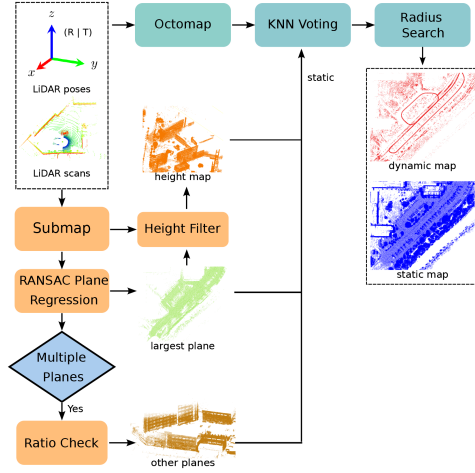 z
(R | T)
x
y
LiDAR poses
LiDAR scans
Octomap
KNN Voting
Radius
Search
static
dynamic map
static map
height map
Submap
Height Filter
RANSAC Plane
Regression
largest plane
Multiple
Planes
Yes
Ratio Check
other planes